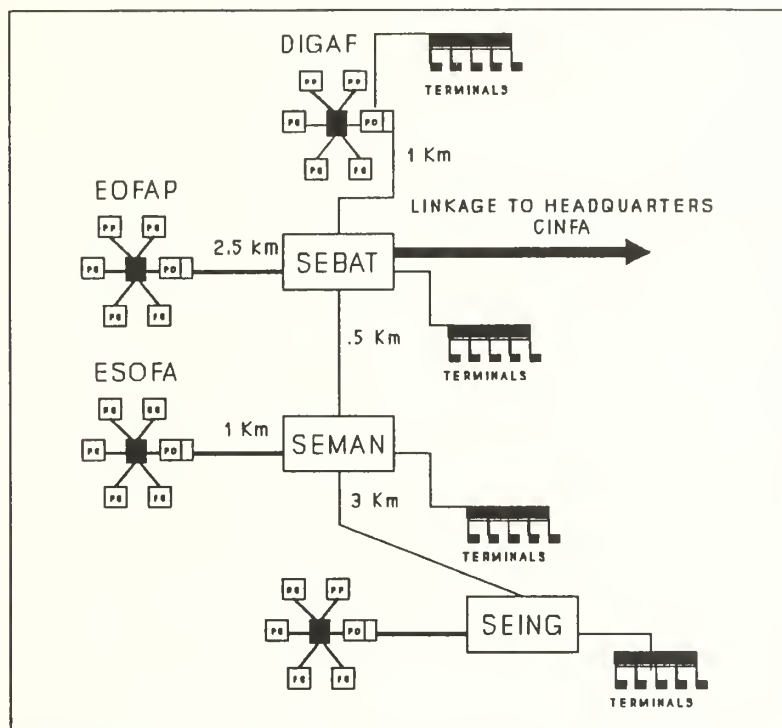 DIGAF
TERMINALS
1 Km
EOFAP
LINKAGE TO HEADQUARTERS
CINFA
2.5 km
SEBAT
.5 Km
TERMINALS
ESOFA
1 Km
SEMAN
3 Km
TERMINALS
SEING
TERMINALS